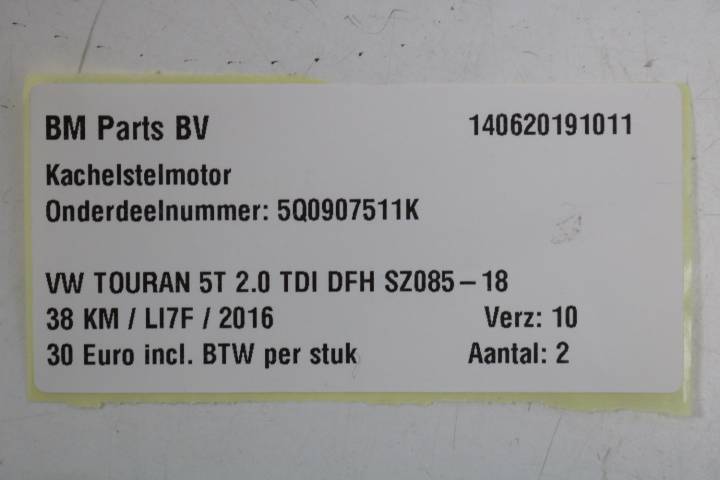 BM Parts BV 140620191011
Kachelstelmotor
Onderdeelnummer: 5Q0907511K
VW TOURAN 5T 2.0 TDI DFH SZ085-18
38 KM / LI7F / 2016 Verz: 10
30 Euro incl. BTW per stuk Aantal: 2